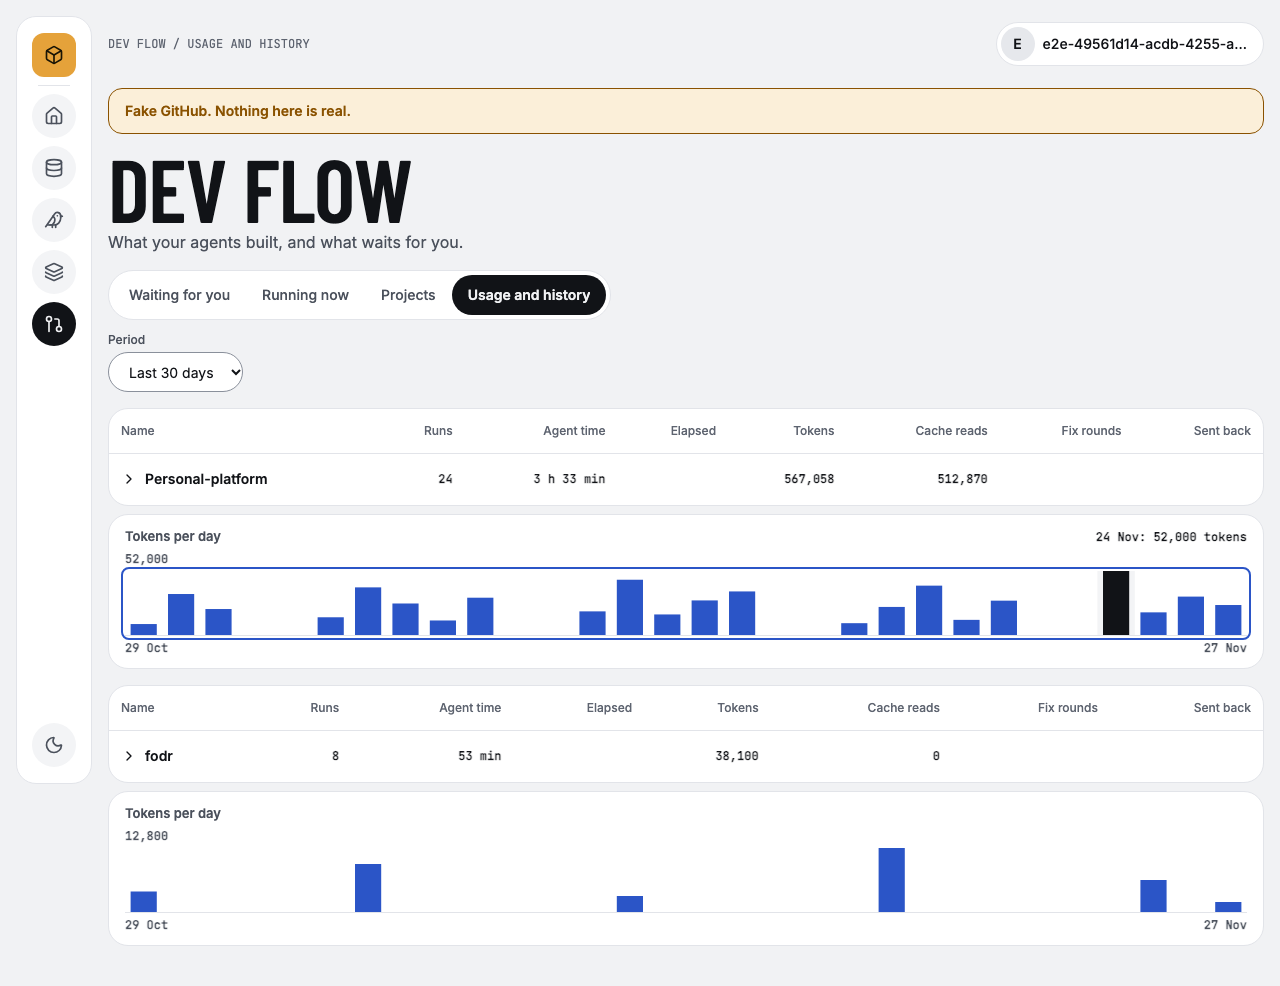 DEV FLOW / USAGE AND HISTORY
E e2e-49561d14-acdb-4255-a...
Fake GitHub. Nothing here is real.
DEV FLOW
What your agents built, and what waits for you.
Waiting for you Running now Projects Usage and history
Period
Last 30 days
Name Runs Agent time Elapsed Tokens Cache reads Fix rounds Sent back
Personal-platform 24 3 h 33 min 567,058 512,870
Tokens per day 24 Nov: 52,000 tokens
52,000
29 Oct 27 Nov
Name Runs Agent time Elapsed Tokens Cache reads Fix rounds Sent back
fodr 8 53 min 38,100 0
Tokens per day
12,800
29 Oct 27 Nov